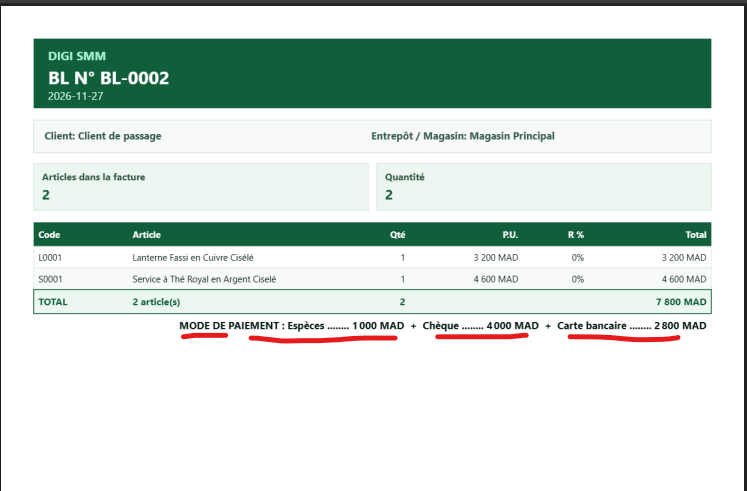 DIGI SMM
BL N° BL-0002
2026-11-27
Client: Client de passage Entrepôt / Magasin: Magasin Principal
Articles dans la facture Quantité
2 2
Code Article Qté P.U. R % Total
L0001 Lanterne Fassi en Cuivre Cisélé 1 3 200 MAD 0% 3 200 MAD
S0001 Service à Thé Royal en Argent Ciselé 1 4 600 MAD 0% 4 600 MAD
TOTAL 2 article(s) 2 7 800 MAD
MODE DE PAIEMENT : Espèces ........ 1 000 MAD + Chèque ........ 4 000 MAD + Carte bancaire ........ 2 800 MAD